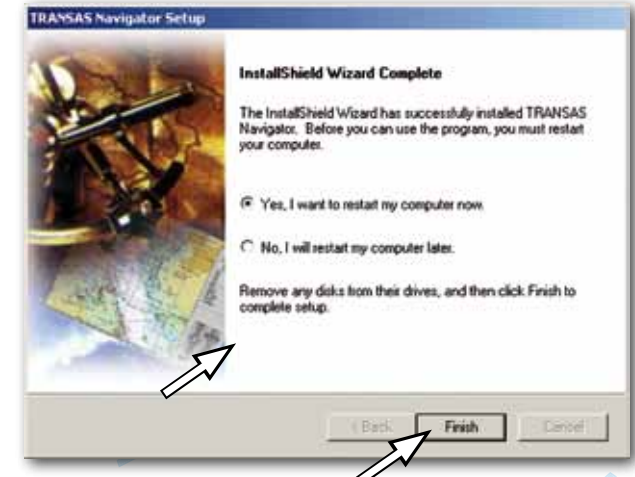 TRANSAS Navigator Setup
InstallShield Wizard Complete
The InstallShield Wizard has successfully installed TRANSAS
Navigator. Before you can use the program, you must restart
your computer.
Yes, I want to restart my computer now.
No, I will restart my computer later.
Remove any disks from their drives, and then click Finish to
complete setup.
< Back Finish Cancel